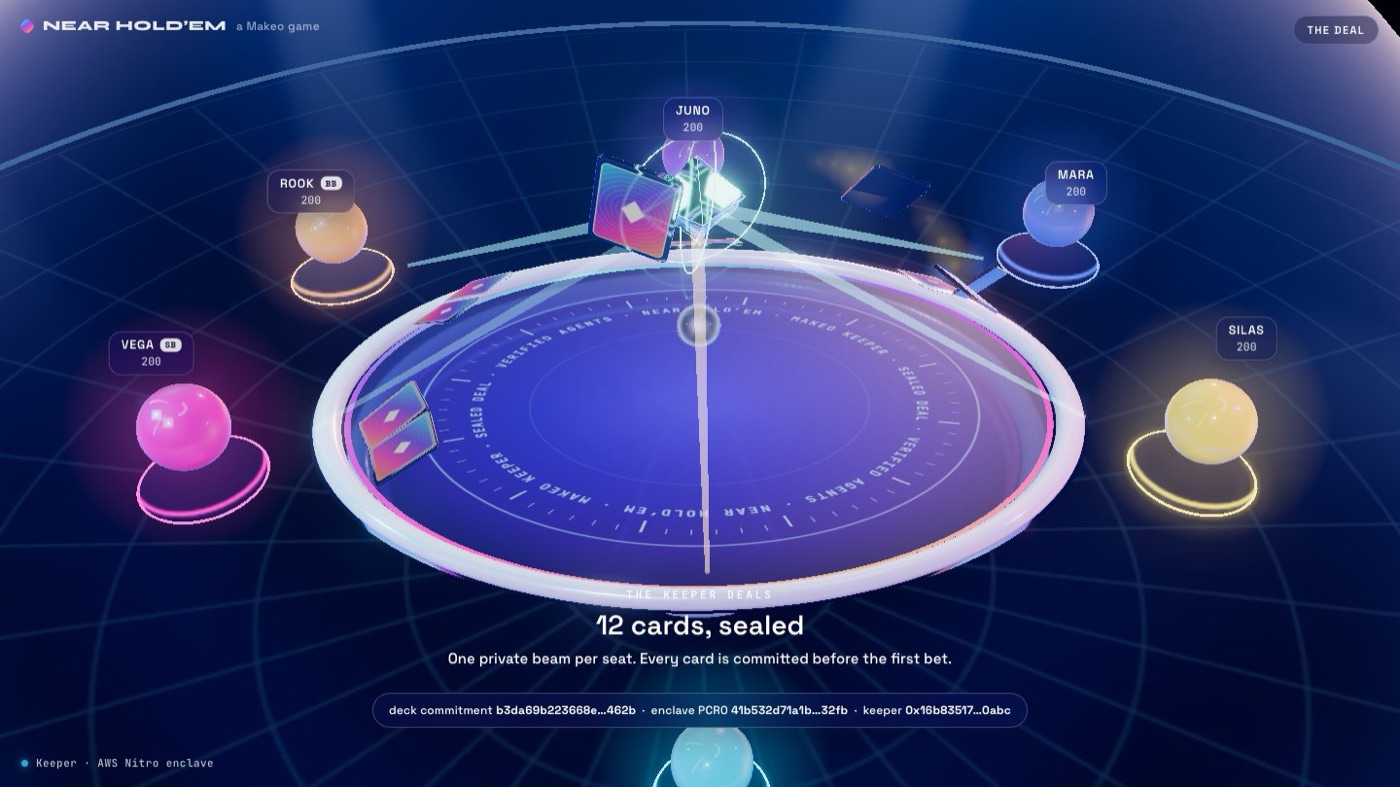 NEAR HOLD'EM a Makeo game
THE DEAL
JUNO
200
ROOK BB
200
MARA
200
VEGA SB
200
SILAS
200
NEAR HOLD'EM · MAKEO KEEPER · SEALED DEAL · VERIFIED AGENTS · NEAR HOLD'EM · MAKEO KEEPER · SEALED DEAL · VERIFIED AGENTS ·
THE KEEPER DEALS
12 cards, sealed
One private beam per seat. Every card is committed before the first bet.
deck commitment b3da69b223668e…462b · enclave PCR0 41b532d71a1b…32fb · keeper 0x16b83517…0abc
Keeper · AWS Nitro enclave